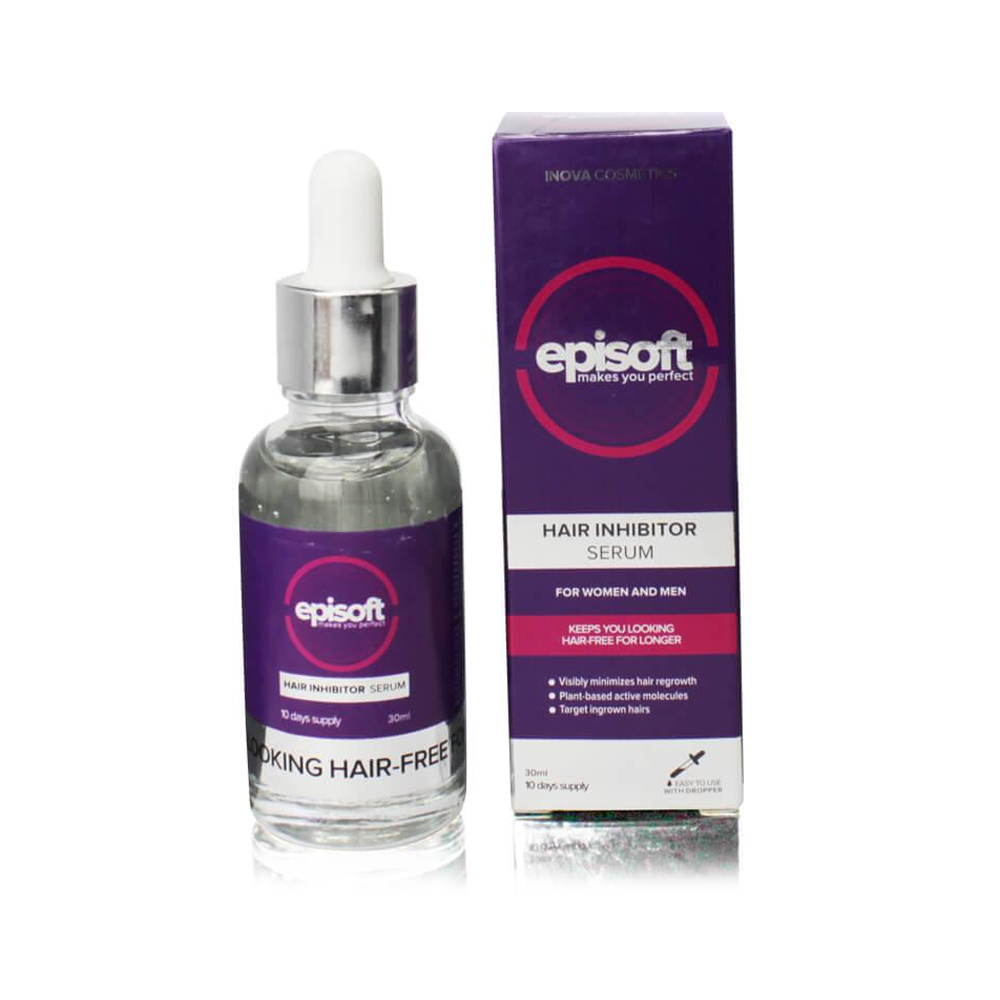 INOVA COSMETICS
episoft
makes you perfect
HAIR INHIBITOR
SERUM
FOR WOMEN AND MEN
KEEPS YOU LOOKING
HAIR-FREE FOR LONGER
Visibly minimizes hair regrowth
Plant-based active molecules
Target ingrown hairs
30ml
10 days supply
EASY TO USE
WITH DROPPER
episoft
makes you perfect
HAIR INHIBITOR SERUM
10 days supply 30ml
HAIR-FREE